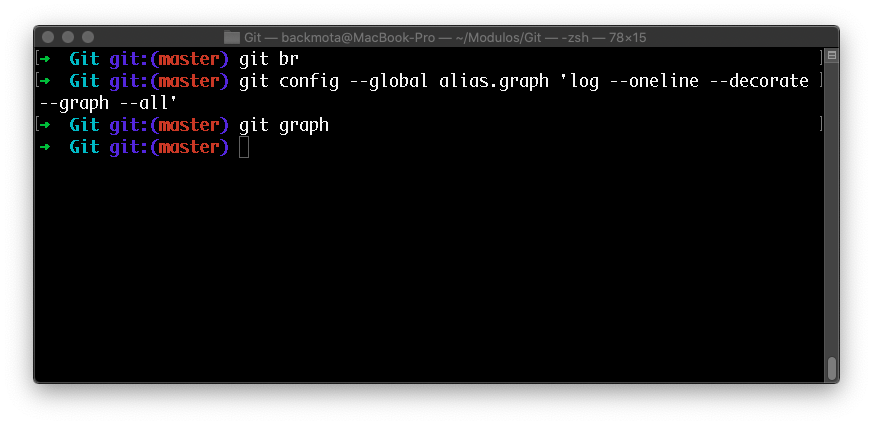 Git — backmota@MacBook-Pro — ~/Modulos/Git — -zsh — 78×15
[➜  Git git:(master) git br ]
[➜  Git git:(master) git config --global alias.graph 'log --oneline --decorate ]
--graph --all'
[➜  Git git:(master) git graph ]
➜  Git git:(master)